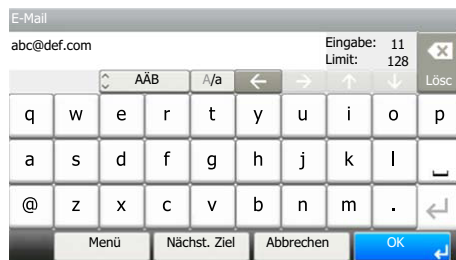 E-Mail
abc@def.com
Eingabe: 11
Limit: 128
AÄB A/a Lösc
q w e r t y u i o p
a s d f g h j k l
@ z x c v b n m .
Menü Nächst. Ziel Abbrechen OK